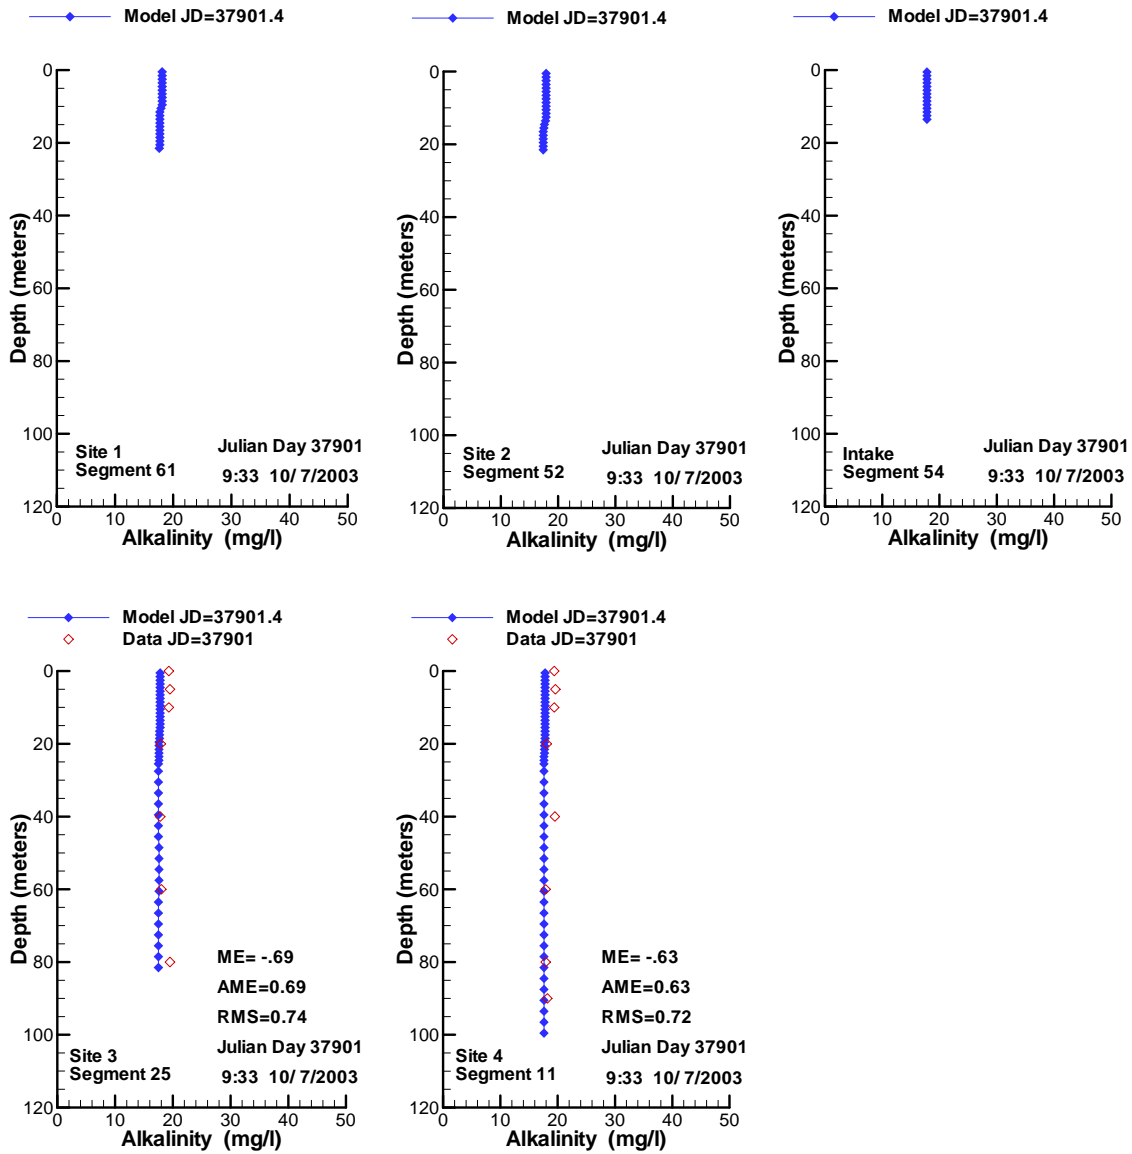 Model JD=37901.4
0
20
40
60
80
100
120
Depth (meters)
Site 1
Segment 61
Julian Day 37901
9:33 10/ 7/2003
0 10 20 30 40 50
Alkalinity (mg/l)
Model JD=37901.4
0
20
40
60
80
100
120
Depth (meters)
Site 2
Segment 52
Julian Day 37901
9:33 10/ 7/2003
0 10 20 30 40 50
Alkalinity (mg/l)
Model JD=37901.4
0
20
40
60
80
100
120
Depth (meters)
Intake
Segment 54
Julian Day 37901
9:33 10/ 7/2003
0 10 20 30 40 50
Alkalinity (mg/l)
Model JD=37901.4
Data JD=37901
0
20
40
60
80
100
120
Depth (meters)
ME= -.69
AME=0.69
RMS=0.74
Site 3
Segment 25
Julian Day 37901
9:33 10/ 7/2003
0 10 20 30 40 50
Alkalinity (mg/l)
Model JD=37901.4
Data JD=37901
0
20
40
60
80
100
120
Depth (meters)
ME= -.63
AME=0.63
RMS=0.72
Site 4
Segment 11
Julian Day 37901
9:33 10/ 7/2003
0 10 20 30 40 50
Alkalinity (mg/l)